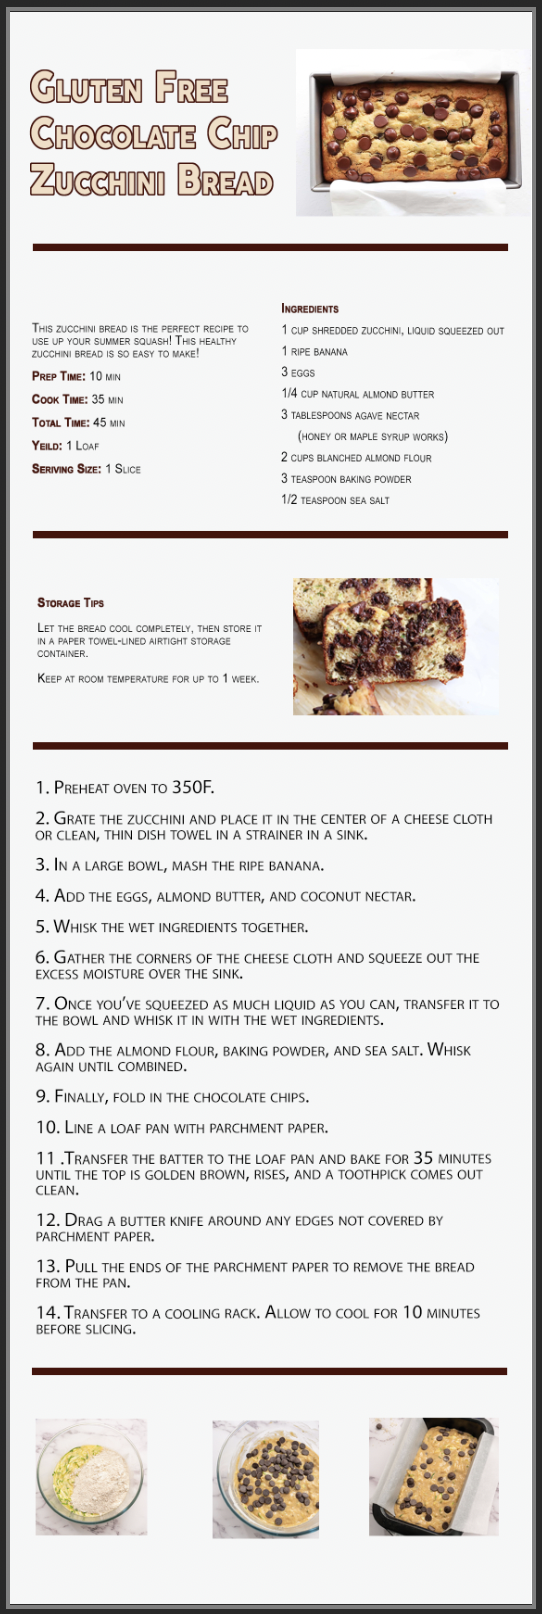 Gluten Free
Chocolate Chip
Zucchini Bread
This zucchini bread is the perfect recipe to
use up your summer squash! This healthy
zucchini bread is so easy to make!
Prep Time: 10 min
Cook Time: 35 min
Total Time: 45 min
Yeild: 1 Loaf
Seriving Size: 1 Slice
Ingredients
1 cup shredded zucchini, liquid squeezed out
1 ripe banana
3 eggs
1/4 cup natural almond butter
3 tablespoons agave nectar
(honey or maple syrup works)
2 cups blanched almond flour
3 teaspoon baking powder
1/2 teaspoon sea salt
Storage Tips
Let the bread cool completely, then store it
in a paper towel-lined airtight storage
container.
Keep at room temperature for up to 1 week.
1. Preheat oven to 350F.
2. Grate the zucchini and place it in the center of a cheese cloth
or clean, thin dish towel in a strainer in a sink.
3. In a large bowl, mash the ripe banana.
4. Add the eggs, almond butter, and coconut nectar.
5. Whisk the wet ingredients together.
6. Gather the corners of the cheese cloth and squeeze out the
excess moisture over the sink.
7. Once you've squeezed as much liquid as you can, transfer it to
the bowl and whisk it in with the wet ingredients.
8. Add the almond flour, baking powder, and sea salt. Whisk
again until combined.
9. Finally, fold in the chocolate chips.
10. Line a loaf pan with parchment paper.
11 .Transfer the batter to the loaf pan and bake for 35 minutes
until the top is golden brown, rises, and a toothpick comes out
clean.
12. Drag a butter knife around any edges not covered by
parchment paper.
13. Pull the ends of the parchment paper to remove the bread
from the pan.
14. Transfer to a cooling rack. Allow to cool for 10 minutes
before slicing.